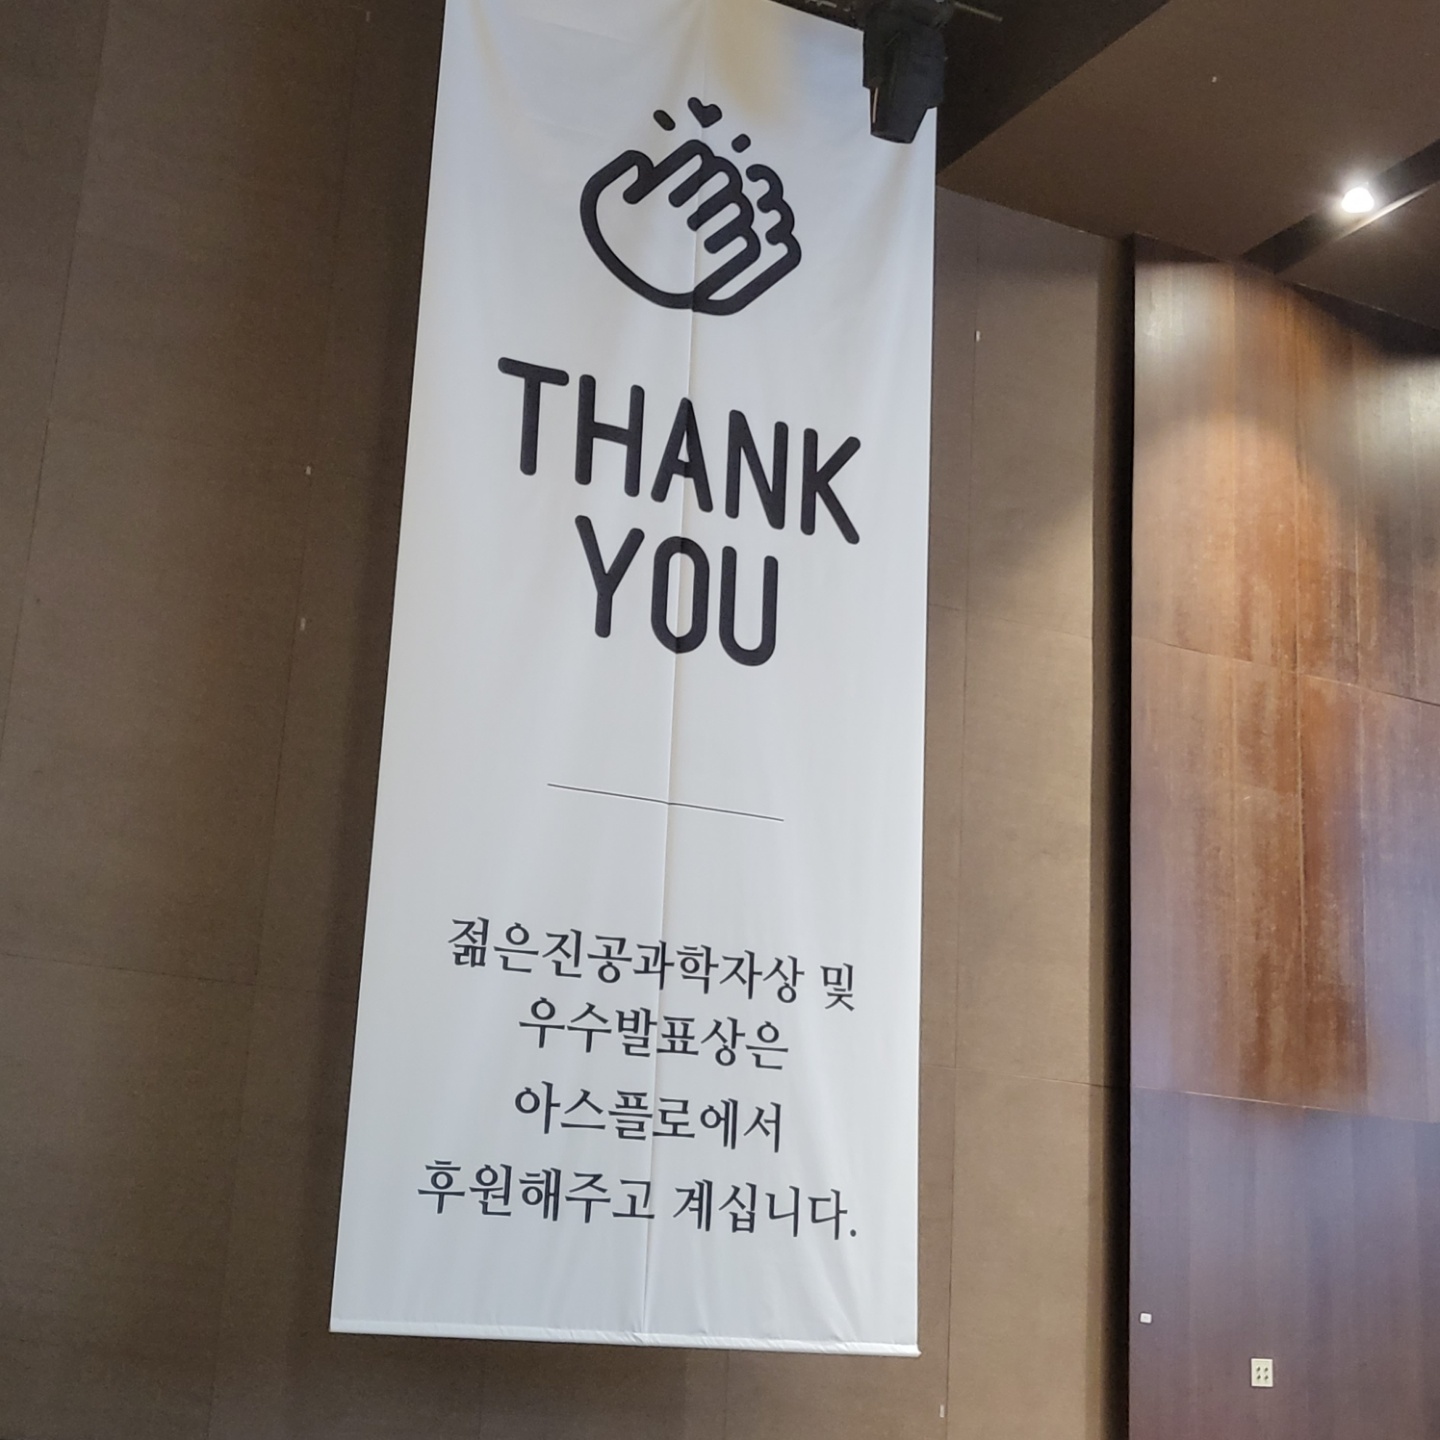 THANK
YOU
젊은진공과학자상 및
우수발표상은
아스플로에서
후원해주고 계십니다.